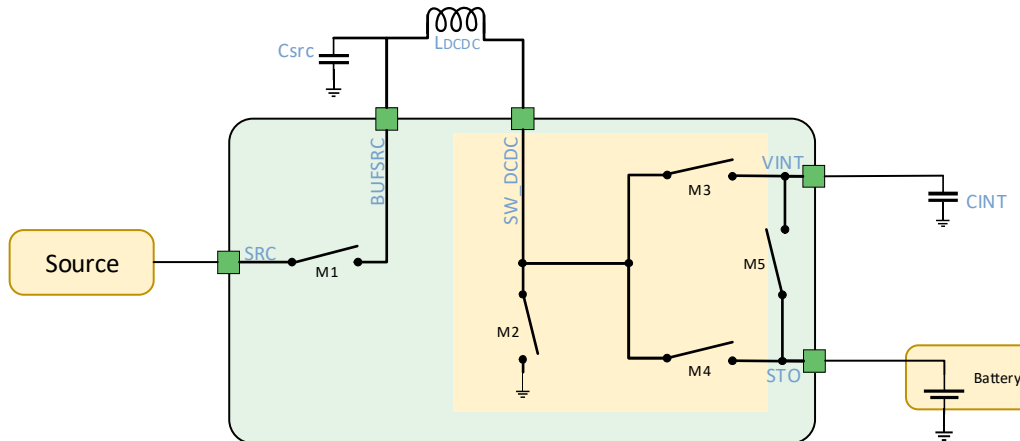 Csrc
LDCDC
BUFSRC
SW_DCDC
VINT
M3
CINT
Source
SRC
M1
M5
M2
M4
STO
Battery